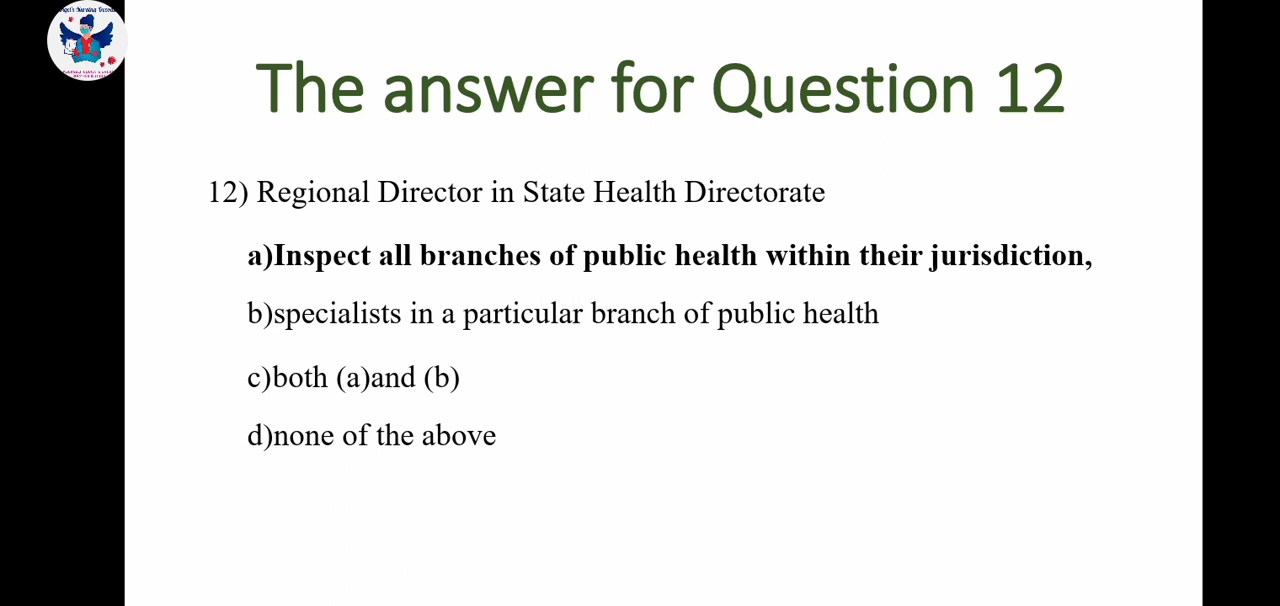 The answer for Question 12
12) Regional Director in State Health Directorate
a)Inspect all branches of public health within their jurisdiction,
b)specialists in a particular branch of public health
c)both (a)and (b)
d)none of the above